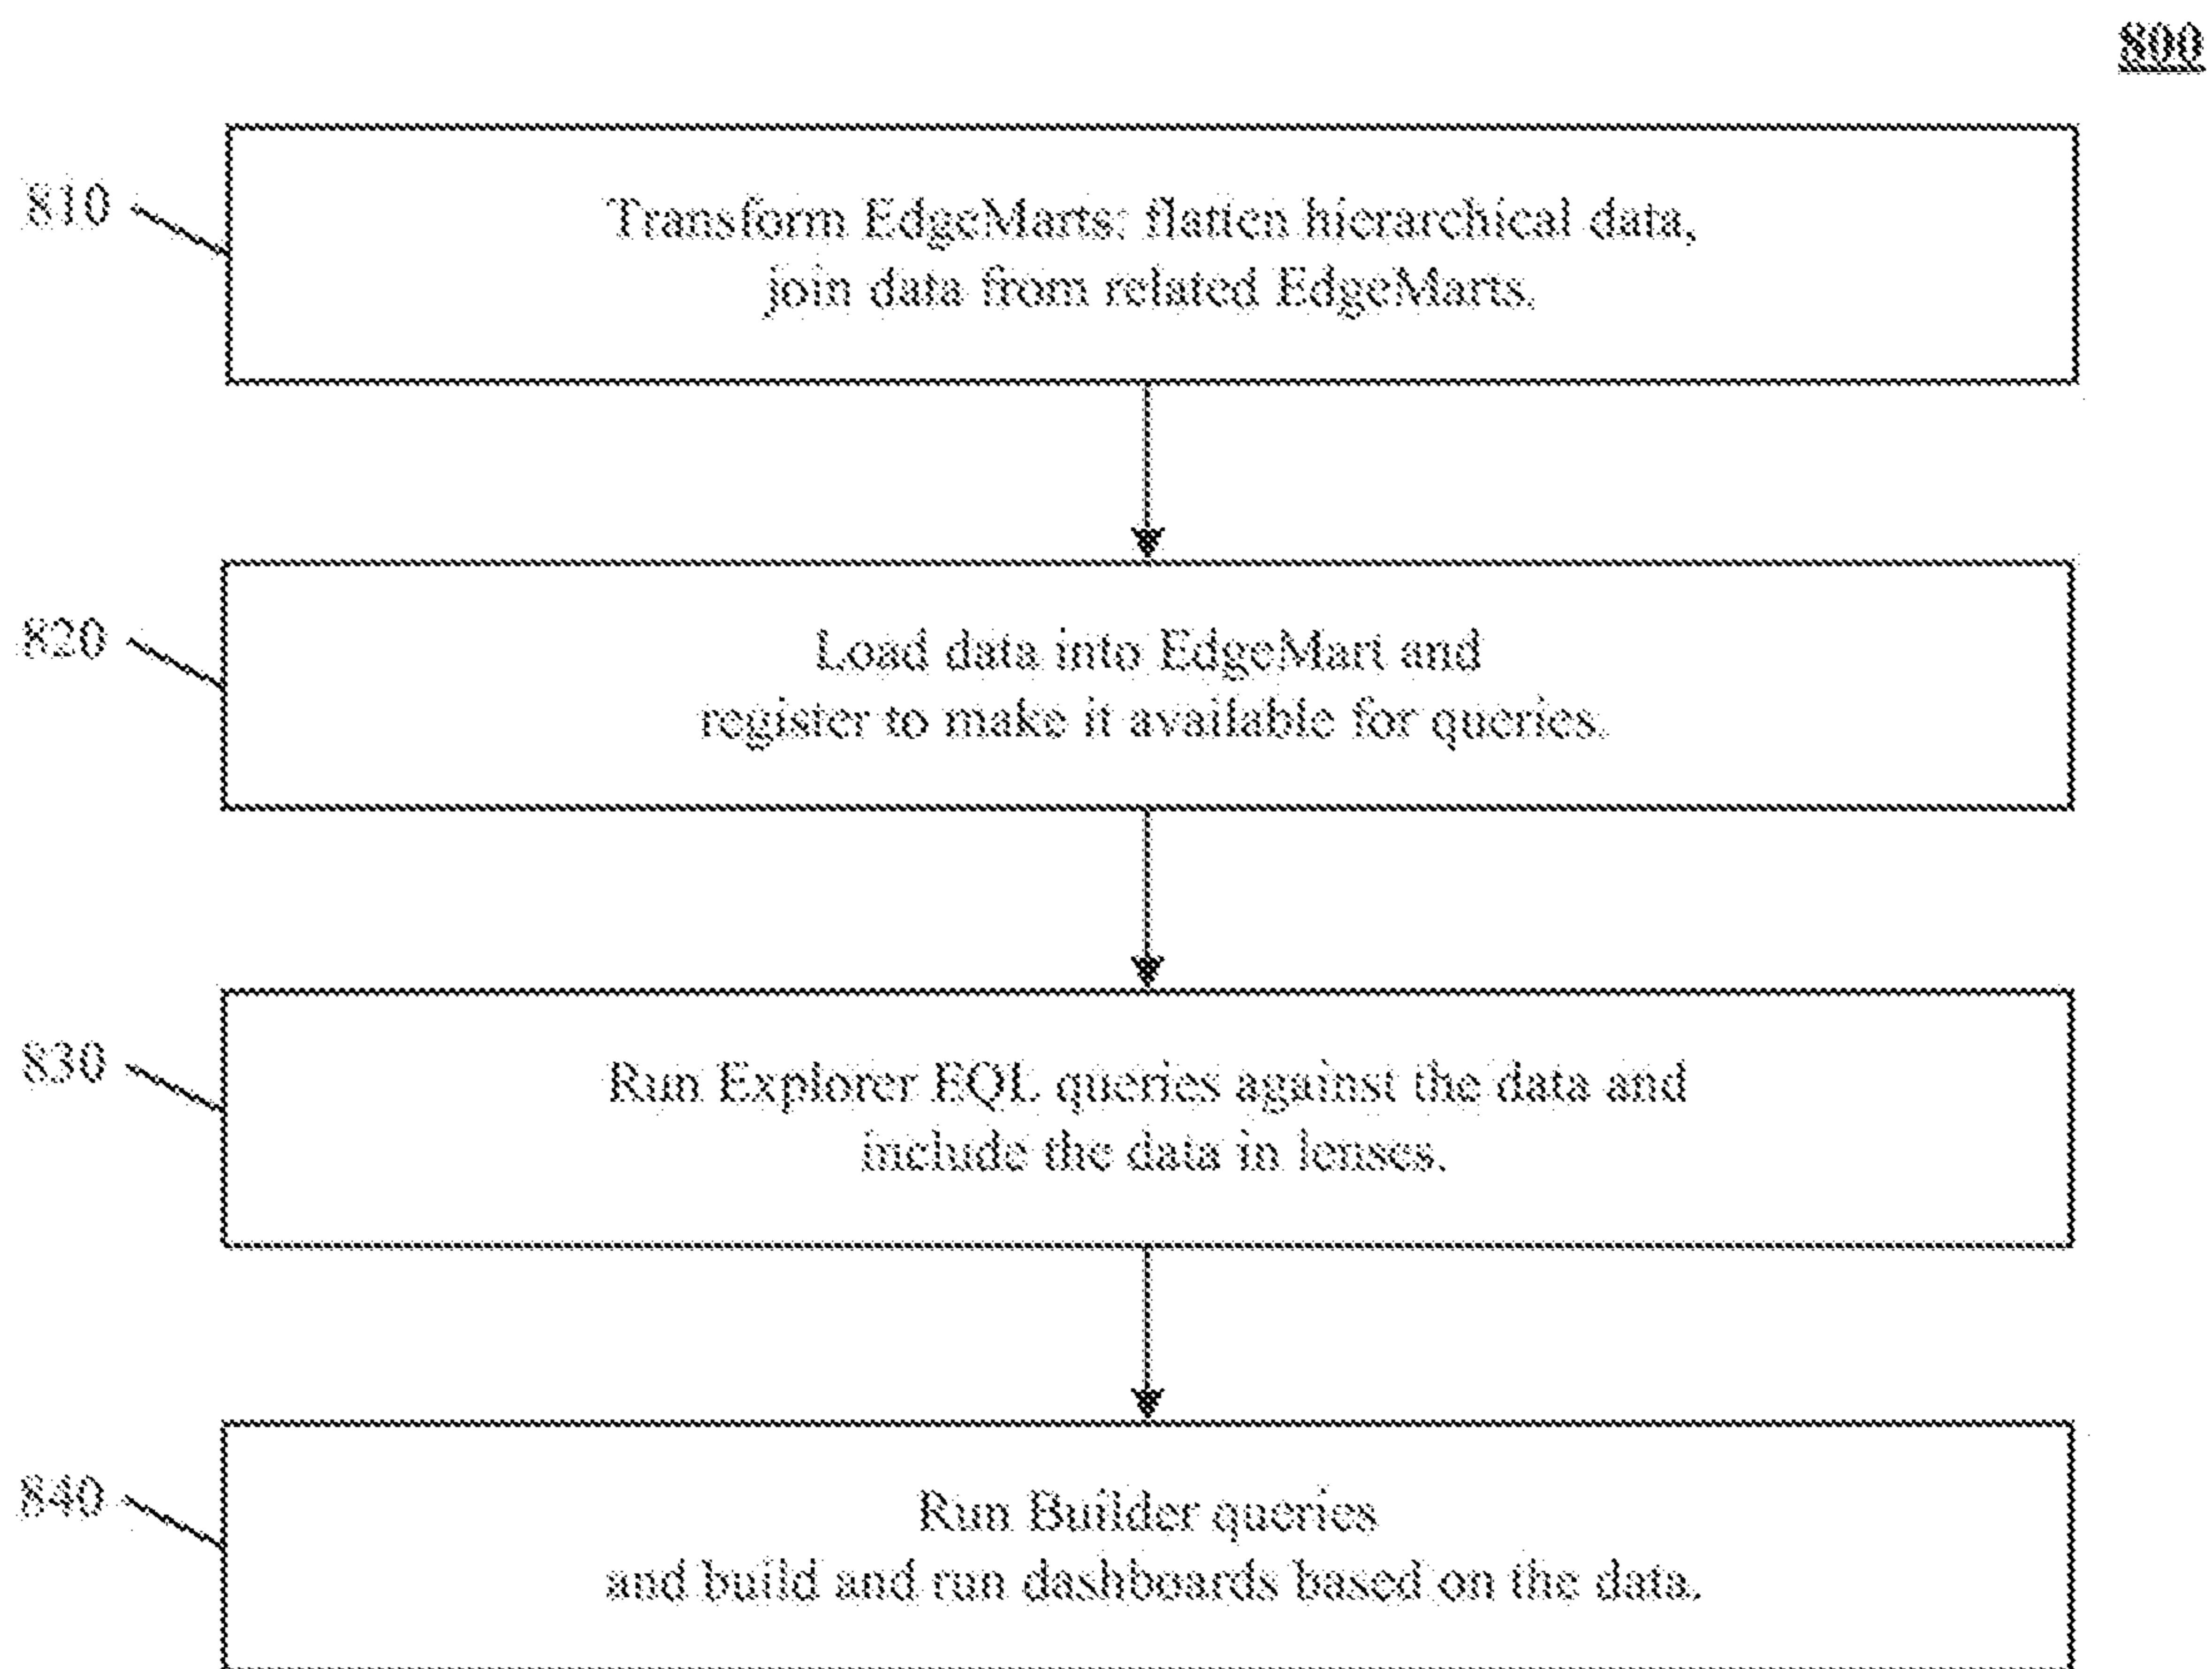 800
810
Transform EdgeMarts: flatten hierarchical data,
join data from related EdgeMarts.
820
Load data into EdgeMart and
register to make it available for queries.
830
Run Explorer EQL queries against the data and
include the data in lenses.
840
Run Builder queries
and build and run dashboards based on the data.